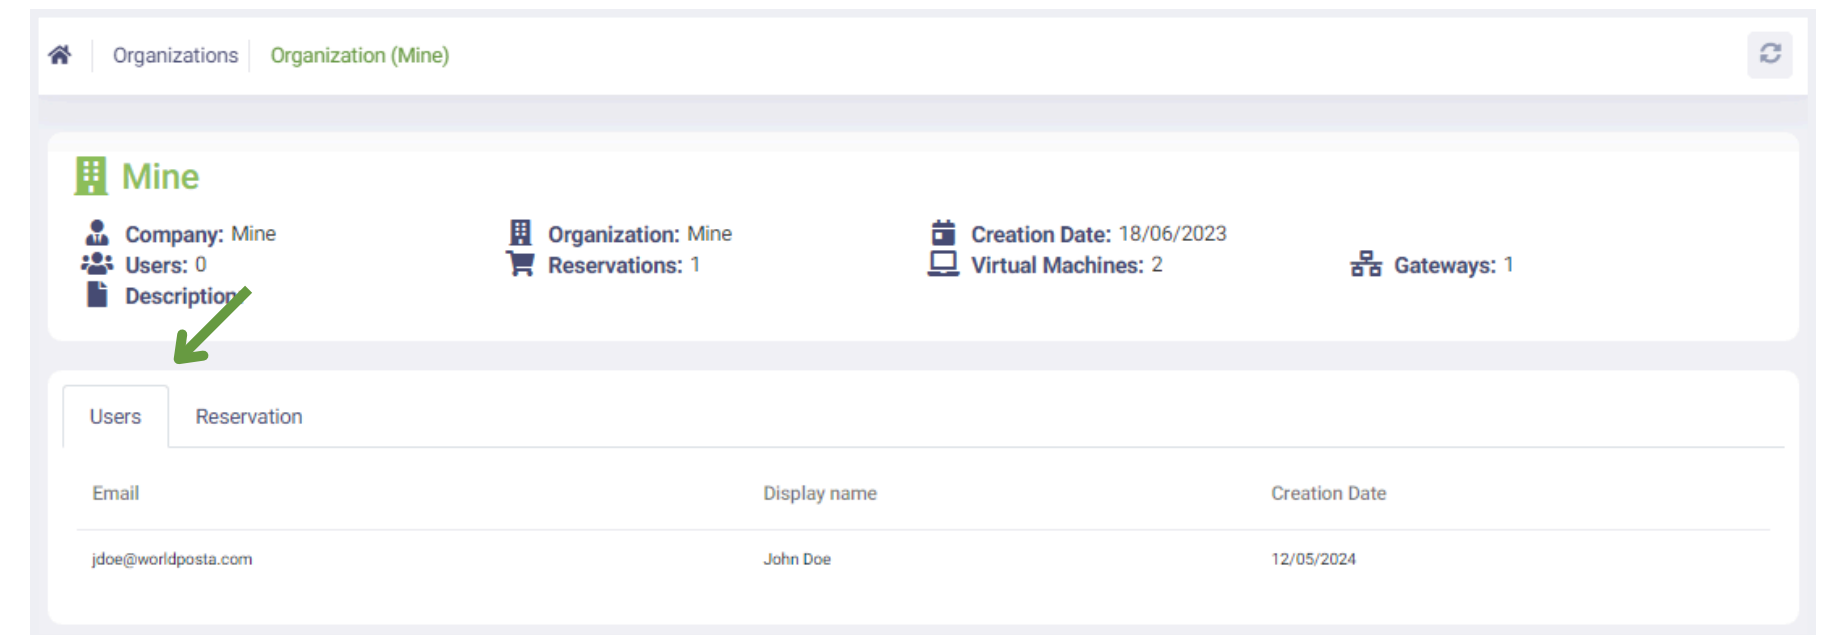 Organizations Organization (Mine)
Mine
Company: Mine Organization: Mine Creation Date: 18/06/2023
Users: 0 Reservations: 1 Virtual Machines: 2 Gateways: 1
Description:
Users Reservation
Email Display name Creation Date
jdoe@worldposta.com John Doe 12/05/2024